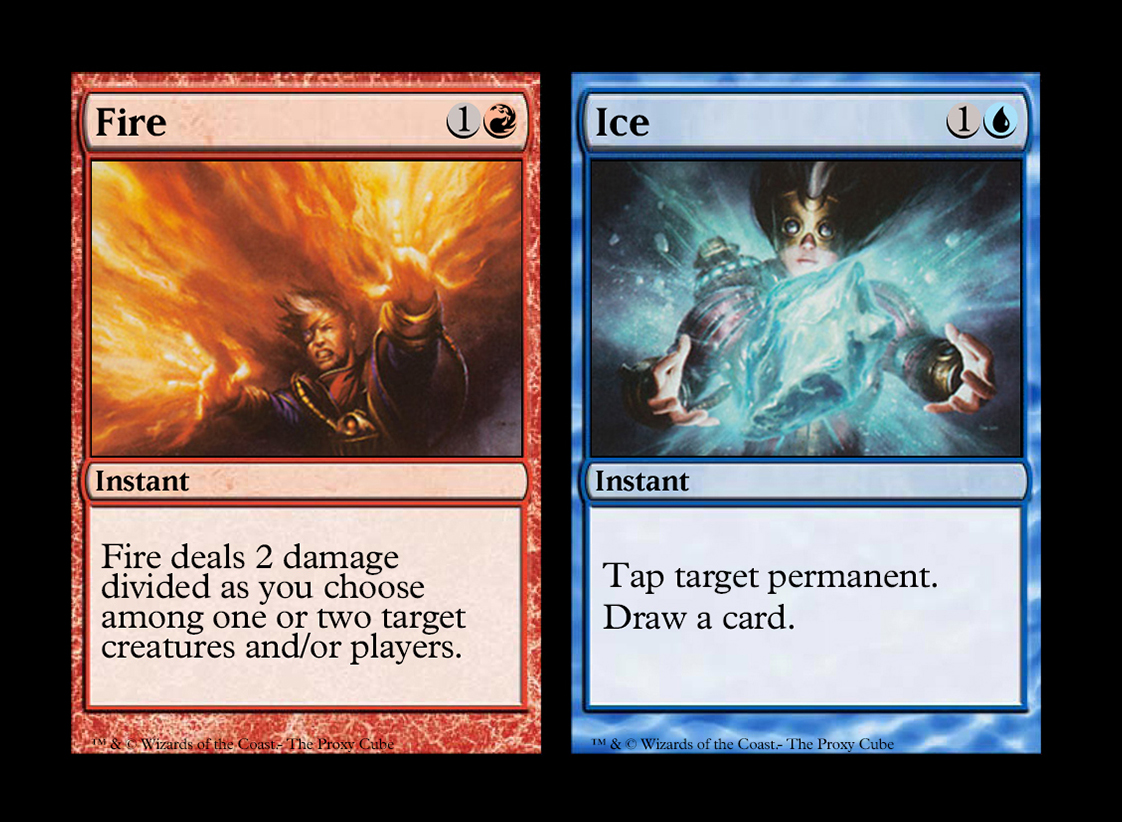 Fire 1
Instant
Fire deals 2 damage
divided as you choose
among one or two target
creatures and/or players.
™ & © Wizards of the Coast.- The Proxy Cube
Ice 1
Instant
Tap target permanent.
Draw a card.
™ & © Wizards of the Coast.- The Proxy Cube